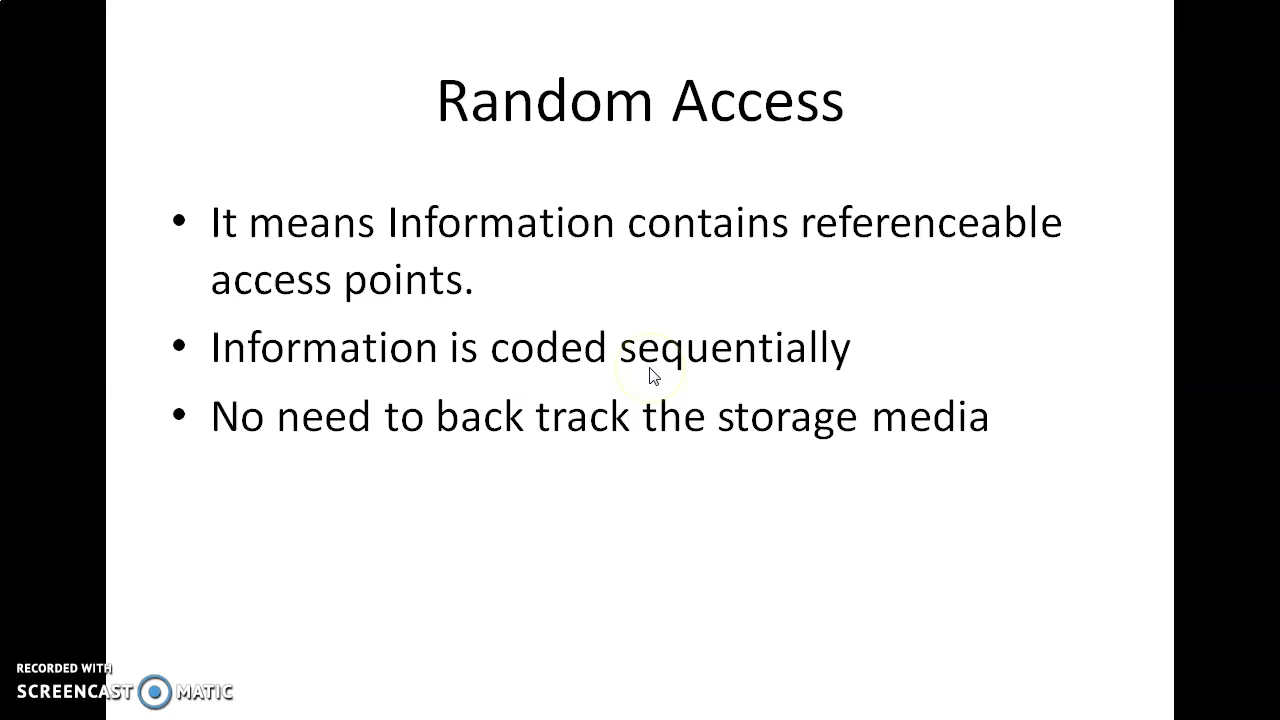 Random Access
• It means Information contains referenceable
access points.
• Information is coded sequentially
• No need to back track the storage media
RECORDED WITH
SCREENCAST MATIC